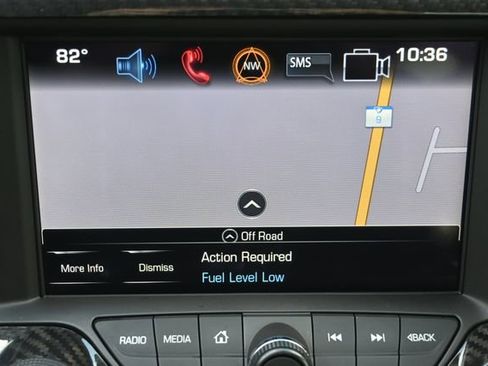 82°
NW
SMS
10:36
9
Off Road
More Info
Dismiss
Action Required
Fuel Level Low
RADIO
MEDIA
BACK